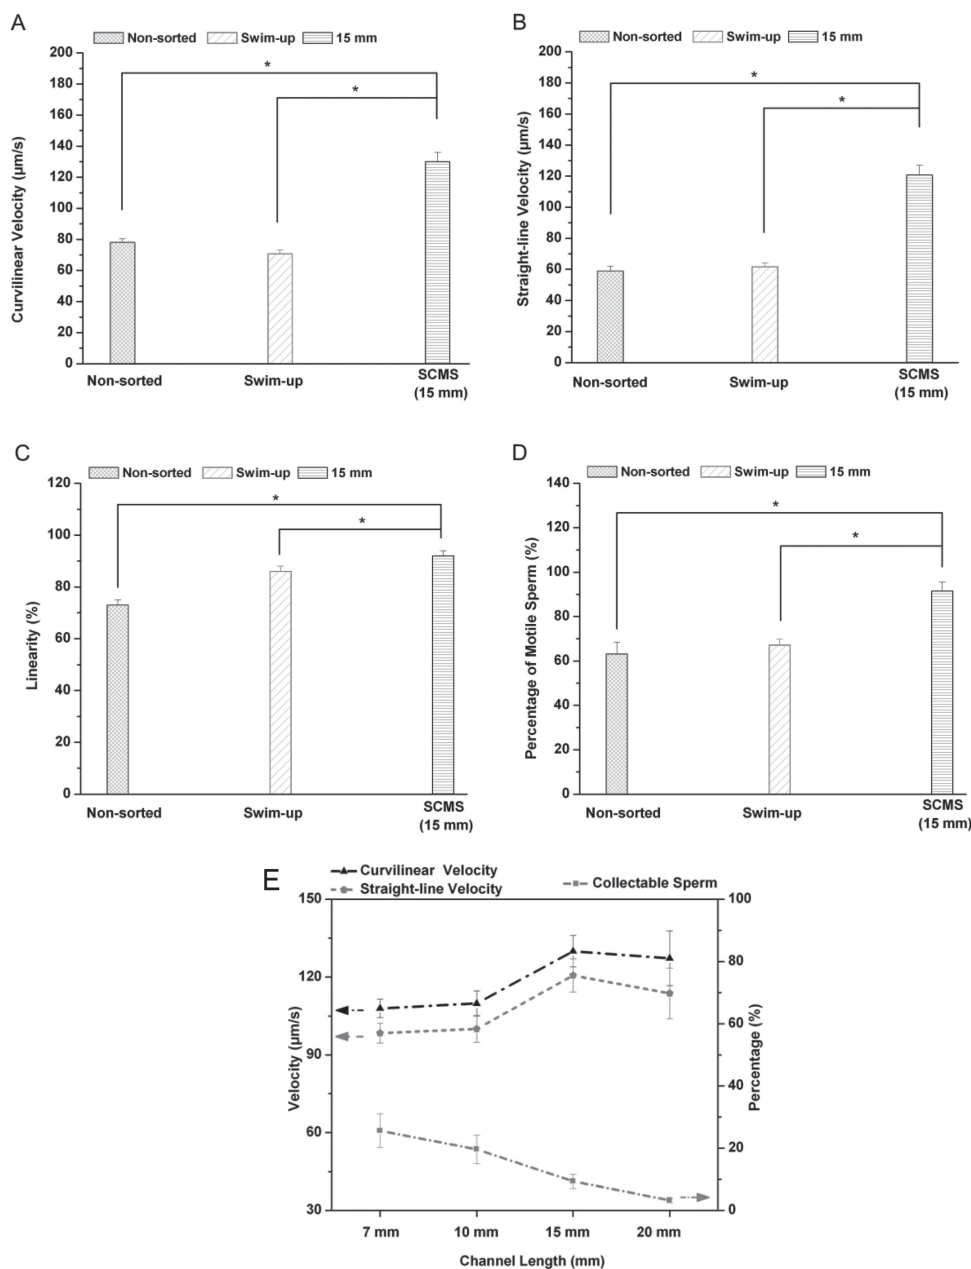 A
Non-sorted Swim-up 15 mm
200
180
160
140
120
100
80
60
40
20
0
Curvilinear Velocity (µm/s)
*
*
Non-sorted Swim-up SCMS
(15 mm)
B
Non-sorted Swim-up 15 mm
200
180
160
140
120
100
80
60
40
20
0
Straight-line Velocity (µm/s)
*
*
Non-sorted Swim-up SCMS
(15 mm)
C
Non-sorted Swim-up 15 mm
120
100
80
60
40
20
0
Linearity (%)
*
*
Non-sorted Swim-up SCMS
(15 mm)
D
Non-sorted Swim-up 15 mm
140
120
100
80
60
40
20
0
Percentage of Motile Sperm (%)
*
*
Non-sorted Swim-up SCMS
(15 mm)
E
Curvilinear Velocity
Straight-line Velocity
Collectable Sperm
150
120
90
60
30
Velocity (µm/s)
100
80
60
40
20
0
Percentage (%)
7 mm 10 mm 15 mm 20 mm
Channel Length (mm)